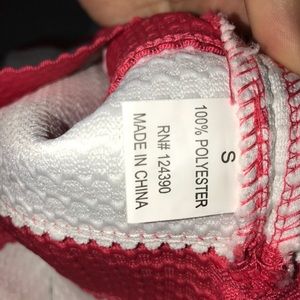 S
100% POLYESTER
RN# 124390
MADE IN CHINA